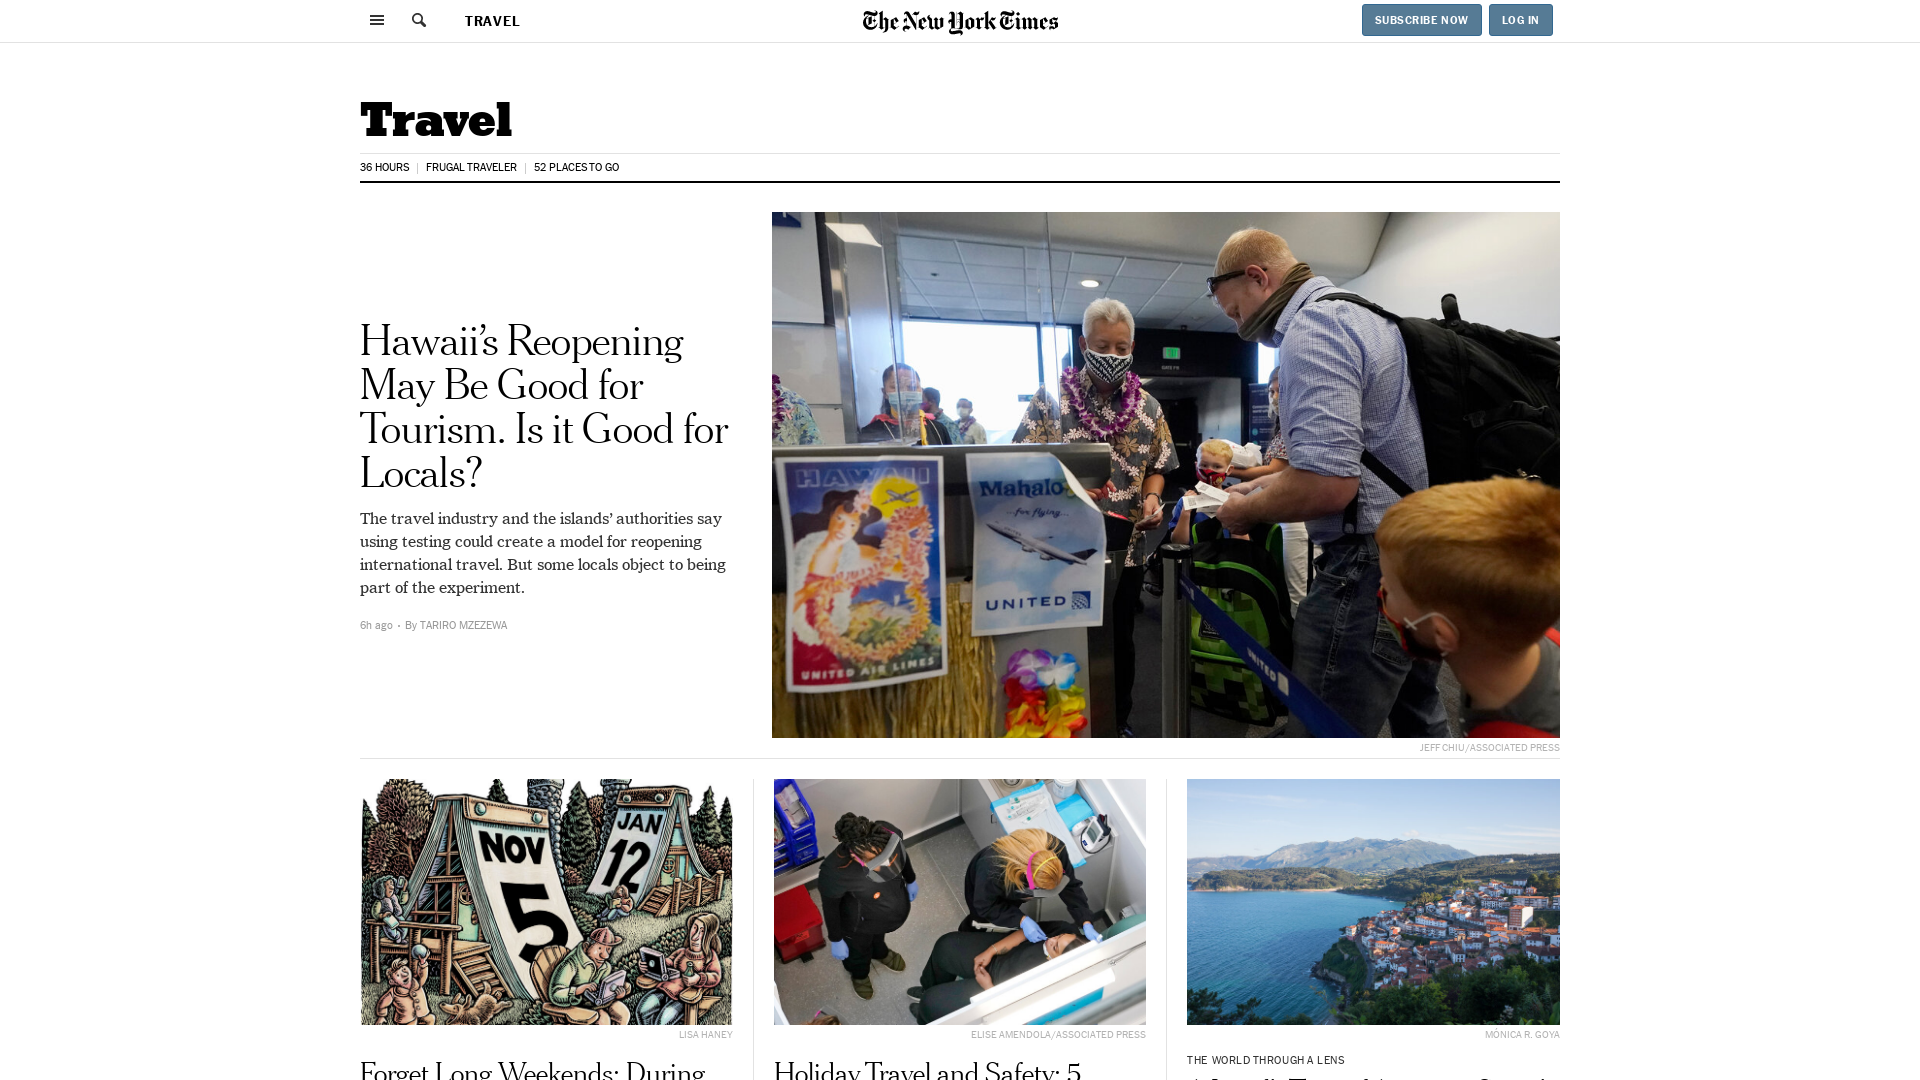 TRAVEL
The New York Times
SUBSCRIBE NOW
LOG IN
Travel
36 HOURS
FRUGAL TRAVELER
52 PLACES TO GO
Hawaii’s Reopening
May Be Good for
Tourism. Is it Good for
Locals?
The travel industry and the islands’ authorities say
using testing could create a model for reopening
international travel. But some locals object to being
part of the experiment.
6h ago • By TARIRO MZEZEWA
HAWAII
UNITED AIR LINES
Mahalo
...for flying...
UNITED
UNITED
JEFF CHIU/ASSOCIATED PRESS
NOV
5
JAN
12
LISA HANEY
Forget Long Weekends: During
ELISE AMENDOLA/ASSOCIATED PRESS
Holiday Travel and Safety: 5
MÓNICA R. GOYA
THE WORLD THROUGH A LENS